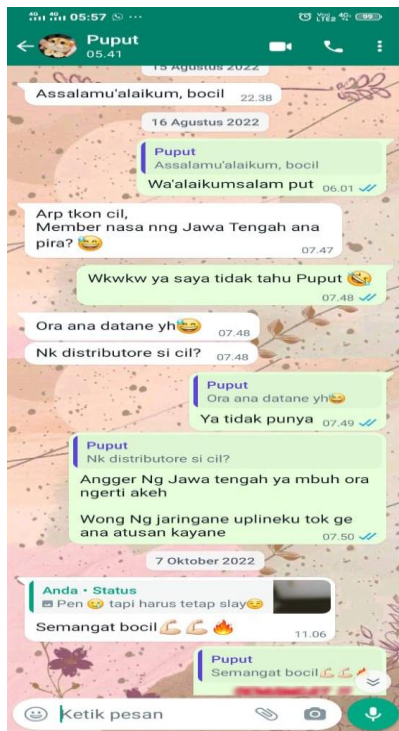 05:57
99
Puput
05.41
15 Agustus 2022
Assalamu'alaikum, bocil 22.38
16 Agustus 2022
Puput
Assalamu'alaikum, bocil
Wa'alaikumsalam put 06.01
Arp tkon cil,
Member nasa nng Jawa Tengah ana
pira? 😅
07.47
Wkwkw ya saya tidak tahu Puput 🤣
07.48
Ora ana datane yh😅 07.48
Nk distributore si cil? 07.48
Puput
Ora ana datane yh😅
Ya tidak punya 07.49
Puput
Nk distributore si cil?
Angger Ng Jawa tengah ya mbuh ora
ngerti akeh
Wong Ng jaringane uplineku tok ge
ana atusan kayane
07.50
7 Oktober 2022
Anda · Status
Pen 🙂 tapi harus tetap slay😌
Semangat bocil💪🏻💪🏻🔥
11.06
Puput
Semangat bocil💪🏻💪🏻🔥
Ketik pesan